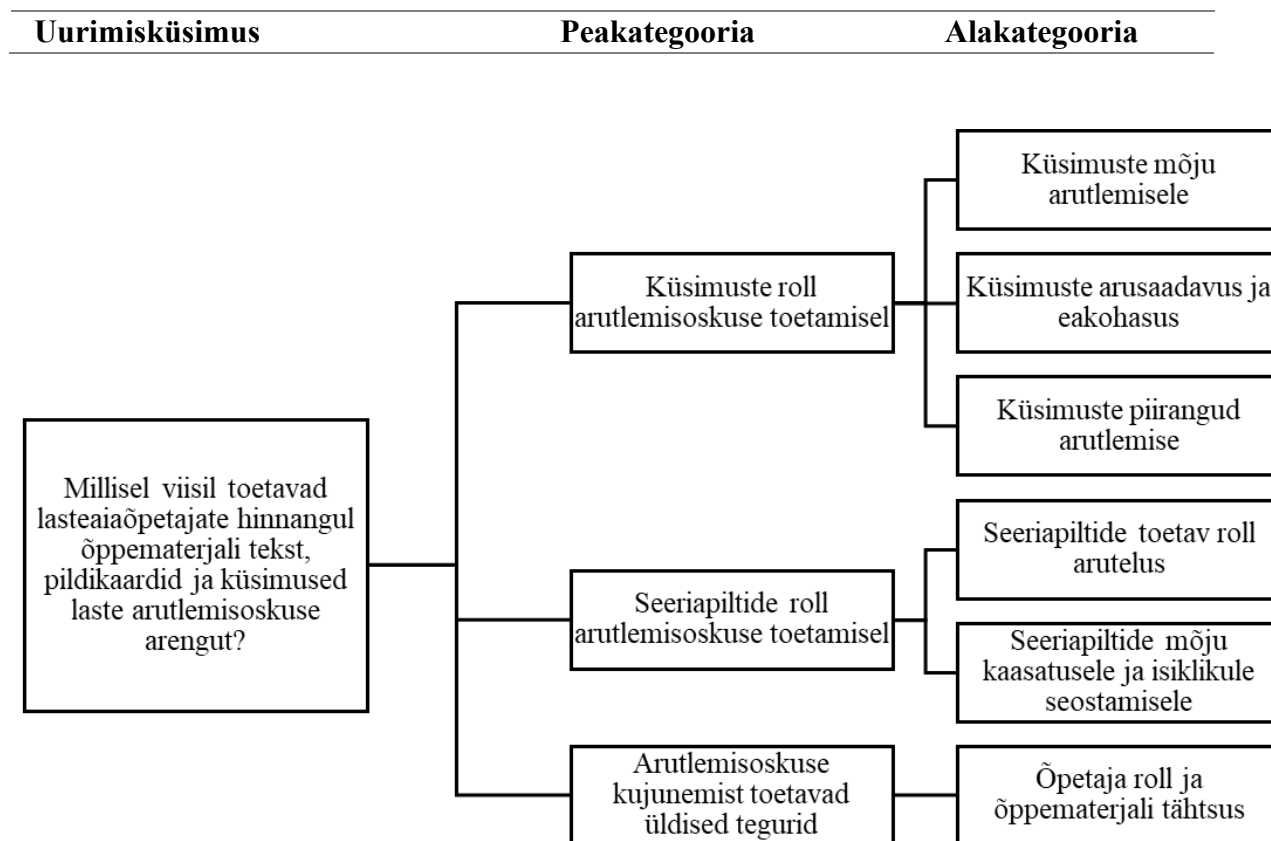 Uurimisküsimus Peakategooria Alakategooria
Millisel viisil toetavad
lasteaiaõpetajate hinnangul
õppematerjali tekst,
pildikaardid ja küsimused
laste arutlemisoskuse
arengut?
Küsimuste roll
arutlemisoskuse toetamisel
Küsimuste mõju
arutlemisele
Küsimuste arusaadavus ja
eakohasus
Küsimuste piirangud
arutlemise
Seeriapiltide roll
arutlemisoskuse toetamisel
Seeriapiltide toetav roll
arutelus
Seeriapiltide mõju
kaasatusele ja isiklikule
seostamisele
Arutlemisoskuse
kujunemist toetavad
üldised tegurid
Õpetaja roll ja
õppematerjali tähtsus